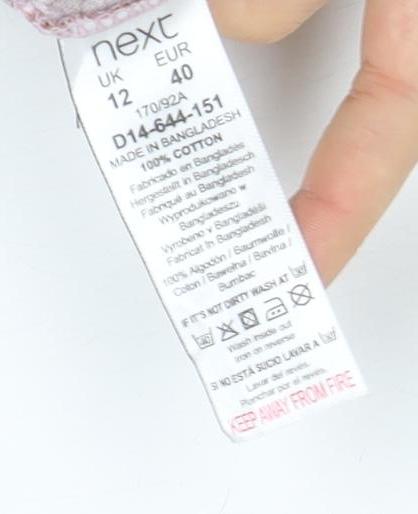 next
UK EUR
12 40
170/92A
D14-644-151
MADE IN BANGLADESH
100% COTTON
Fabricado en Bangladés
Hergestellt in Bangladesch
Fabriqué au Bangladesh
Wyprodukowano w
Bangladeszu
Vyrobeno v Bangladéši
Fabricat în Bangladesh
100% Algodón / Baumwolle /
Coton / Bawełna / Bavlna /
Bumbac
IF IT'S NOT DIRTY WASH AT
40
Wash inside out
Iron on reverse
SI NO ESTÁ SUCIO LAVAR A
Lavar del revés.
Planchar por el revés.
KEEP AWAY FROM FIRE